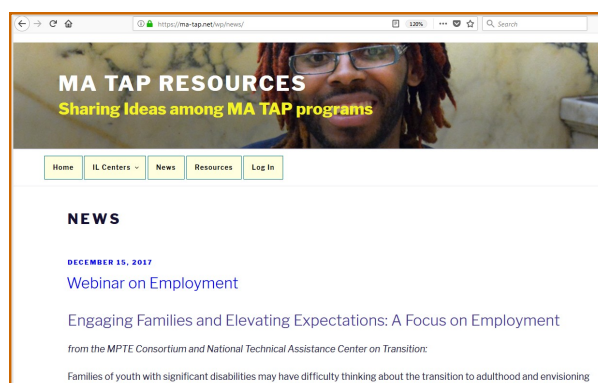 https://ma-tap.net/wp/news/
120%
Search
MA TAP RESOURCES
Sharing Ideas among MA TAP programs
Home
IL Centers
News
Resources
Log In
NEWS
DECEMBER 15, 2017
Webinar on Employment
Engaging Families and Elevating Expectations: A Focus on Employment
from the MPTE Consortium and National Technical Assistance Center on Transition:
Families of youth with significant disabilities may have difficulty thinking about the transition to adulthood and envisioning